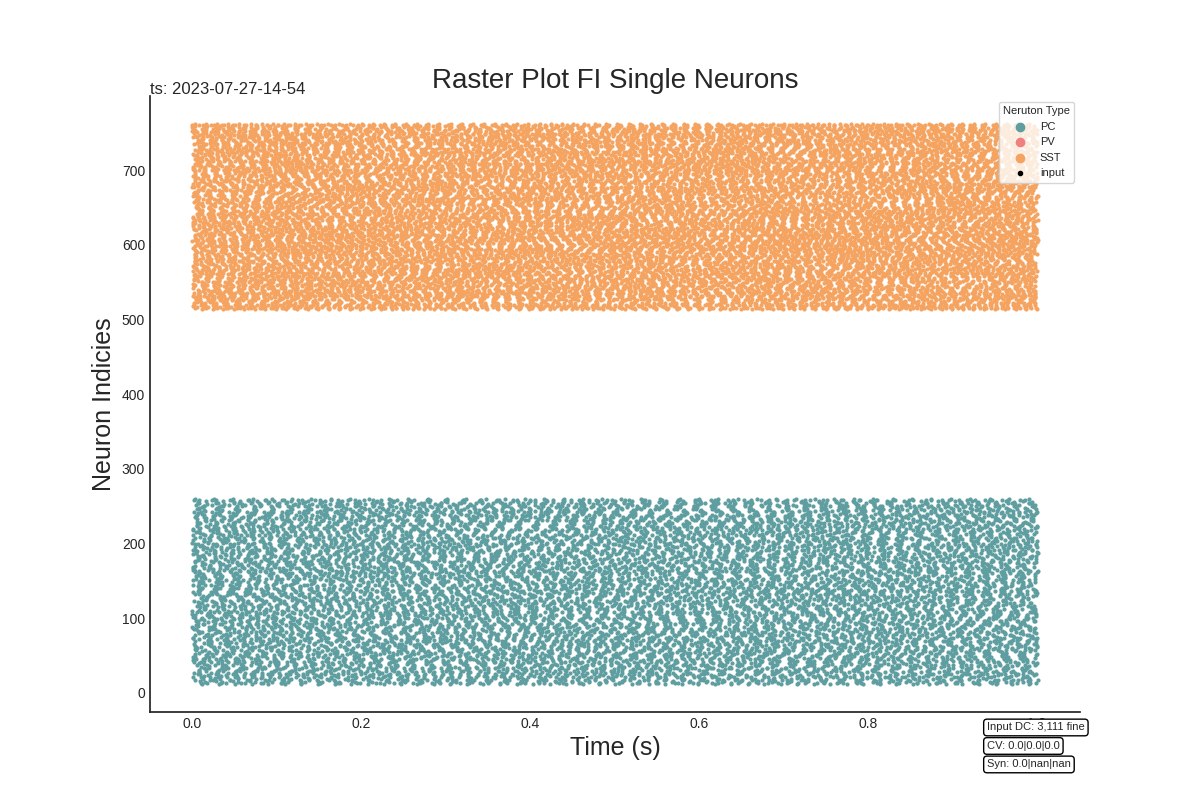 Raster Plot FI Single Neurons
ts: 2023-07-27-14-54
Neruton Type
PC
PV
SST
input
Neuron Indicies
700
600
500
400
300
200
100
0
0.0 0.2 0.4 0.6 0.8
Time (s)
Input DC: 3,111 fine
CV: 0.0|0.0|0.0
Syn: 0.0|nan|nan